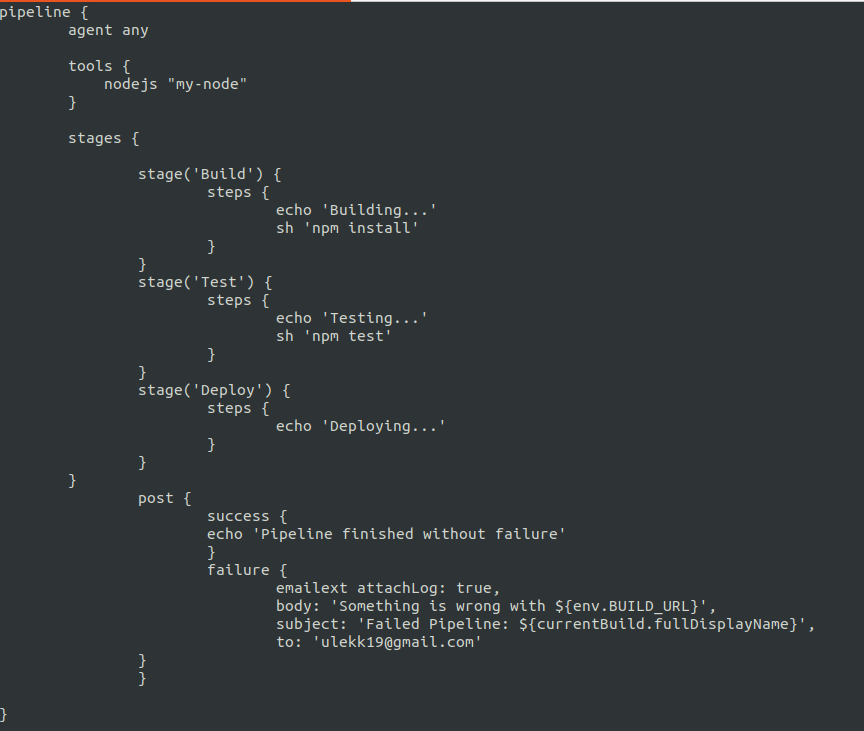 pipeline {
agent any
tools {
nodejs "my-node"
}
stages {
stage('Build') {
steps {
echo 'Building...'
sh 'npm install'
}
}
stage('Test') {
steps {
echo 'Testing...'
sh 'npm test'
}
}
stage('Deploy') {
steps {
echo 'Deploying...'
}
}
}
post {
success {
echo 'Pipeline finished without failure'
}
failure {
emailext attachLog: true,
body: 'Something is wrong with ${env.BUILD_URL}',
subject: 'Failed Pipeline: ${currentBuild.fullDisplayName}',
to: 'ulekk19@gmail.com'
}
}
}